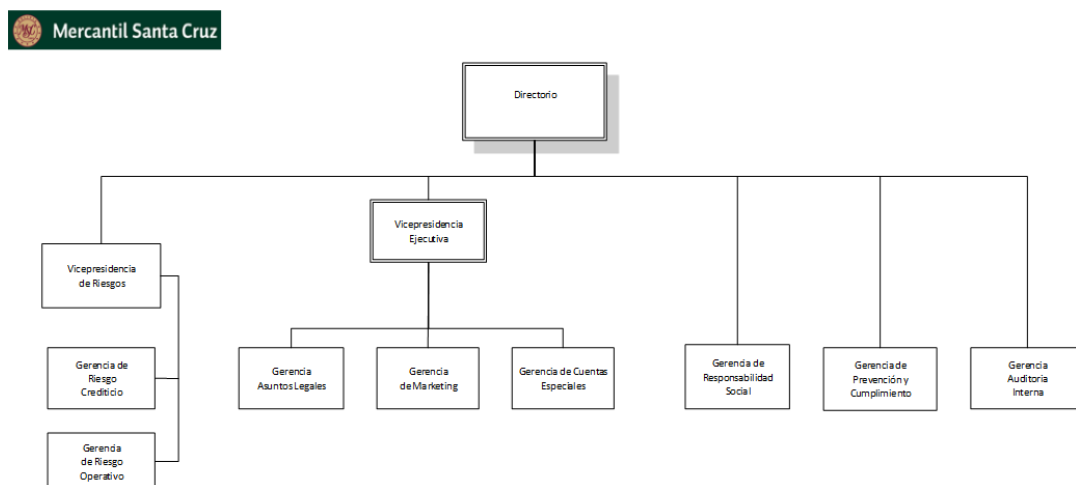 Mercantil Santa Cruz
Directorio
Vicepresidencia
Ejecutiva
Vicepresidencia
de Riesgos
Gerencia de
Riesgo
Crediticio
Gerencia
de Riesgo
Operativo
Gerencia
Asuntos Legales
Gerencia
de Marketing
Gerencia de Cuentas
Especiales
Gerencia de
Responsabilidad
Social
Gerencia de
Prevención y
Cumplimiento
Gerencia
Auditoria
Interna